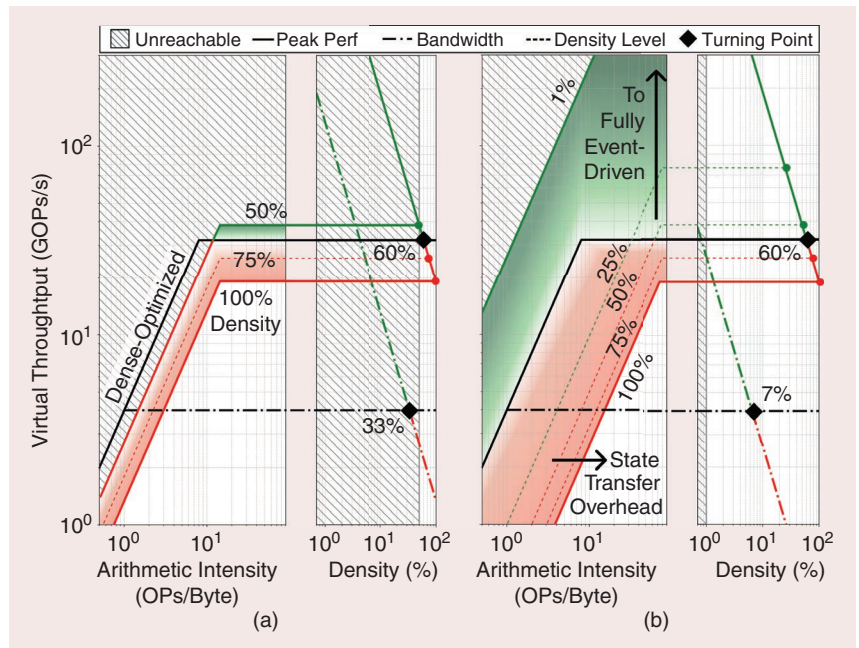 Unreachable Peak Perf Bandwidth Density Level Turning Point
Virtual Throughtput (GOPs/s)
10²
10¹
10⁰
Dense-Optimized
50%
75%
100%
Density
60%
33%
10⁰ 10¹
Arithmetic Intensity
(OPs/Byte)
10⁰ 10¹ 10²
Density (%)
(a)
1%
To
Fully
Event-
Driven
25%
50%
75%
100%
State
Transfer
Overhead
60%
7%
10⁰ 10¹
Arithmetic Intensity
(OPs/Byte)
10⁰ 10¹ 10²
Density (%)
(b)